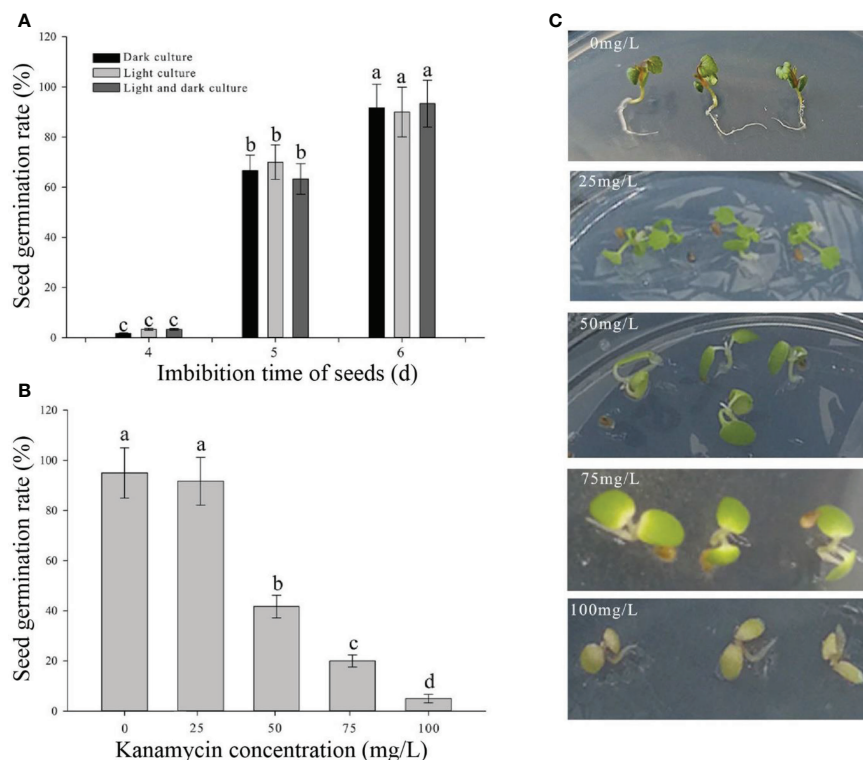 A
120
100
80
60
40
20
0
Seed germination rate (%)
Dark culture
Light culture
Light and dark culture
c c c
b b b
a a a
4 5 6
Imbibition time of seeds (d)
B
120
100
80
60
40
20
0
Seed germination rate (%)
a a b c d
0 25 50 75 100
Kanamycin concentration (mg/L)
C
0mg/L
25mg/L
50mg/L
75mg/L
100mg/L